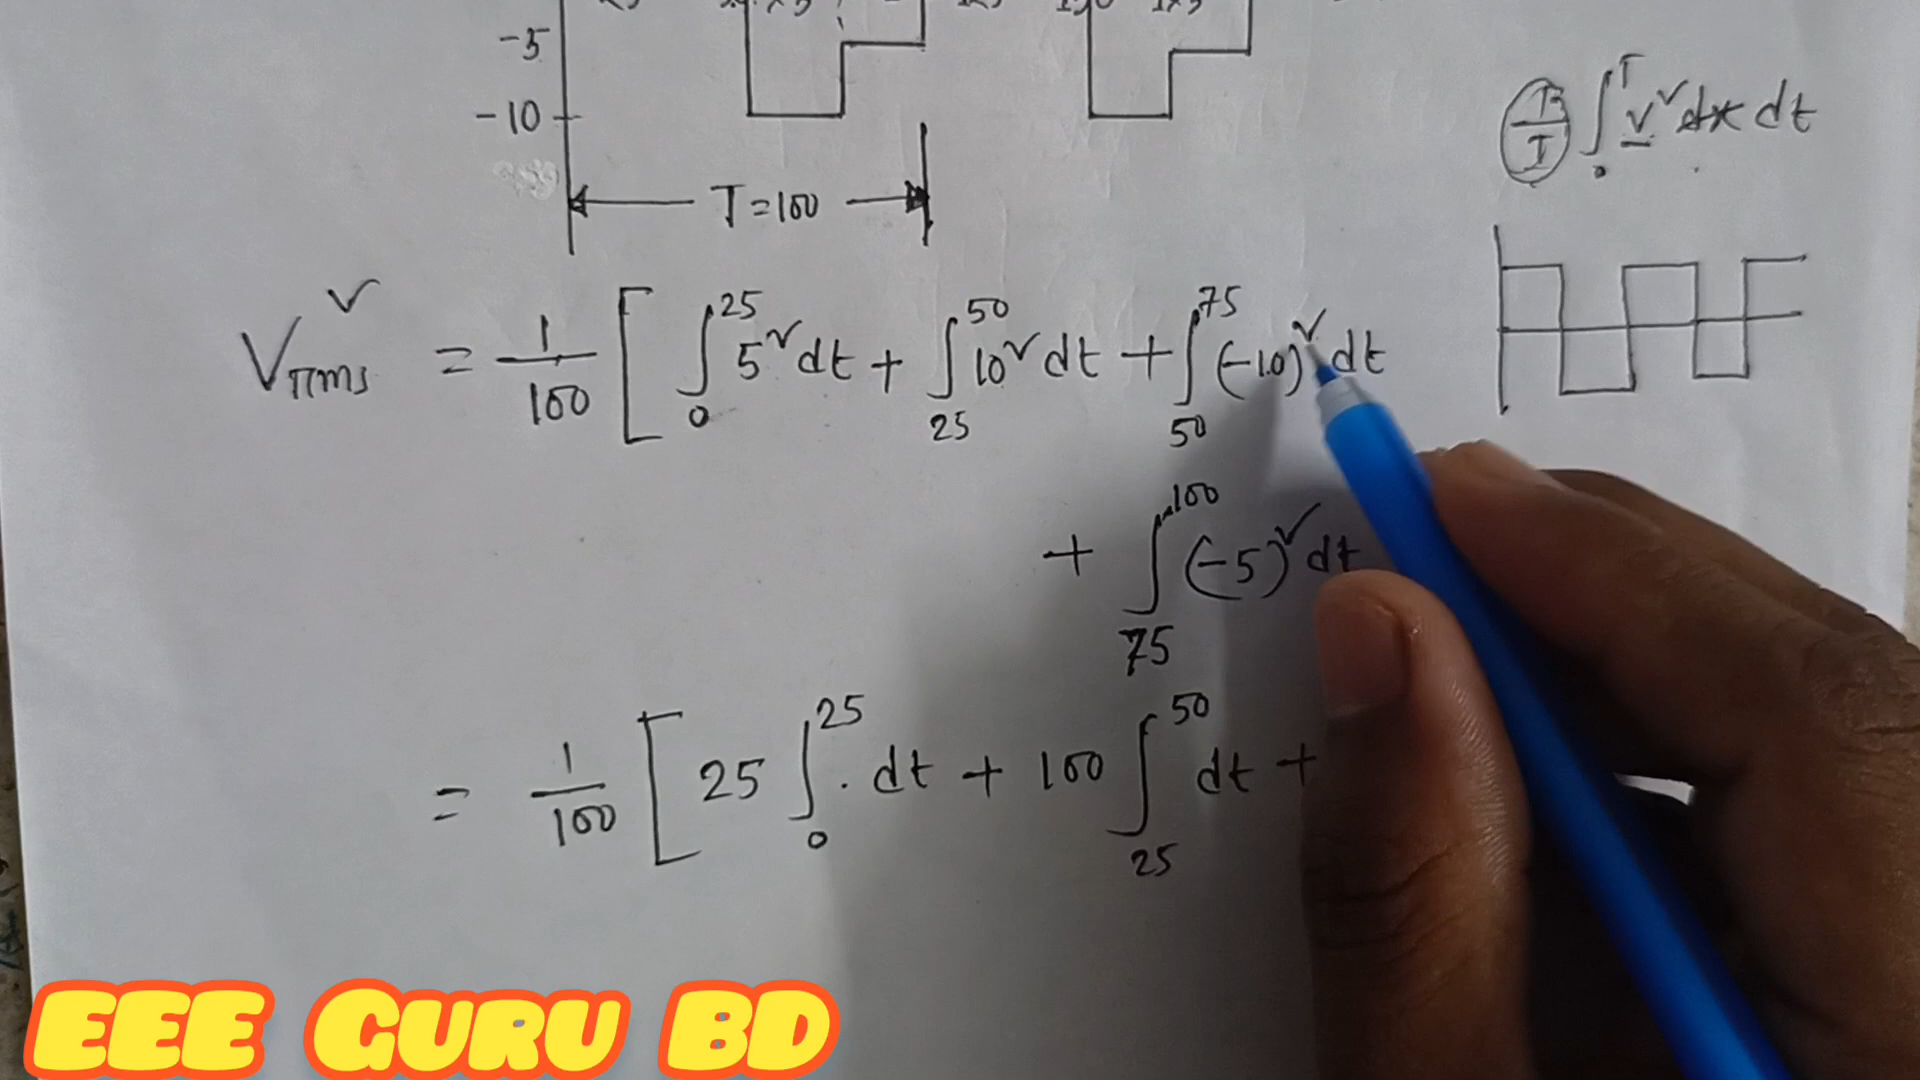 -5
-10
T=100
∫₀ᵀ v² dt
V²rms = 1/100 [ ∫₀²⁵ 5² dt + ∫₂₅⁵⁰ 10² dt + ∫₅₀⁷⁵ (-10)² dt
+ ∫₇₅¹⁰⁰ (-5)² dt
= 1/100 [ 25 ∫₀²⁵ . dt + 100 ∫₂₅⁵⁰ dt +
EEE GURU BD